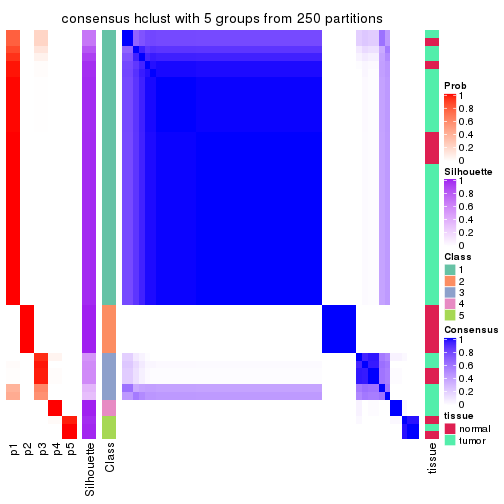 consensus hclust with 5 groups from 250 partitions
Prob
1
0.8
0.6
0.4
0.2
0
Silhouette
1
0.8
0.6
0.4
0.2
0
Class
1
2
3
4
5
Consensus
1
0.8
0.6
0.4
0.2
0
tissue
normal
tumor
p1
p2
p3
p4
p5
Silhouette
Class
tissue